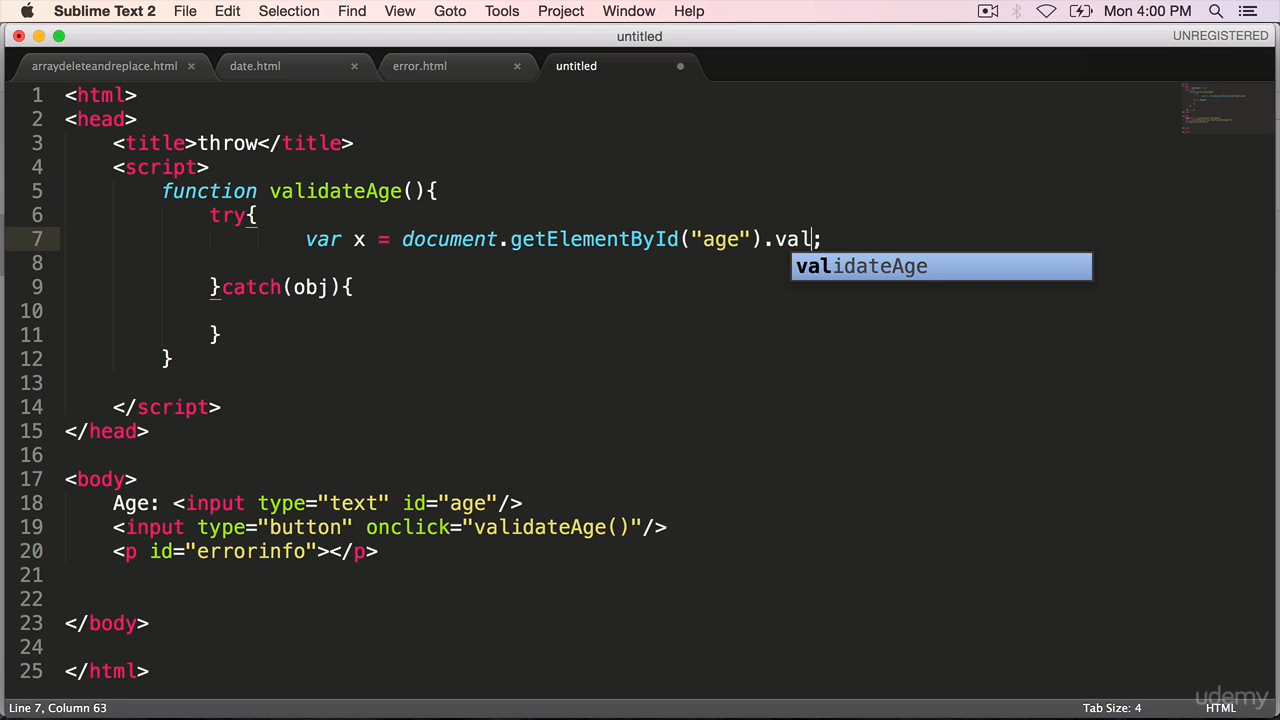 Sublime Text 2 File Edit Selection Find View Goto Tools Project Window Help Mon 4:00 PM
untitled UNREGISTERED
arraydeleteandreplace.html date.html error.html untitled
1 <html>
2 <head>
3 <title>throw</title>
4 <script>
5 function validateAge(){
6 try{
7 var x = document.getElementById("age").val;
validateAge
8
9 }catch(obj){
10
11 }
12 }
13
14 </script>
15 </head>
16
17 <body>
18 Age: <input type="text" id="age"/>
19 <input type="button" onclick="validateAge()"/>
20 <p id="errorinfo"></p>
21
22
23 </body>
24
25 </html>
udemy
Line 7, Column 63 Tab Size: 4 HTML